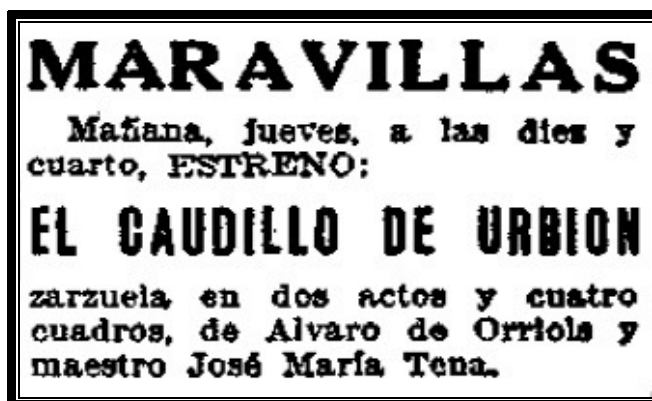 MARAVILLAS
Mañana, jueves, a las diez y
cuarto, ESTRENO:
EL CAUDILLO DE URBION
zarzuela en dos actos y cuatro
cuadros, de Alvaro de Orriols y
maestro José María Tena.